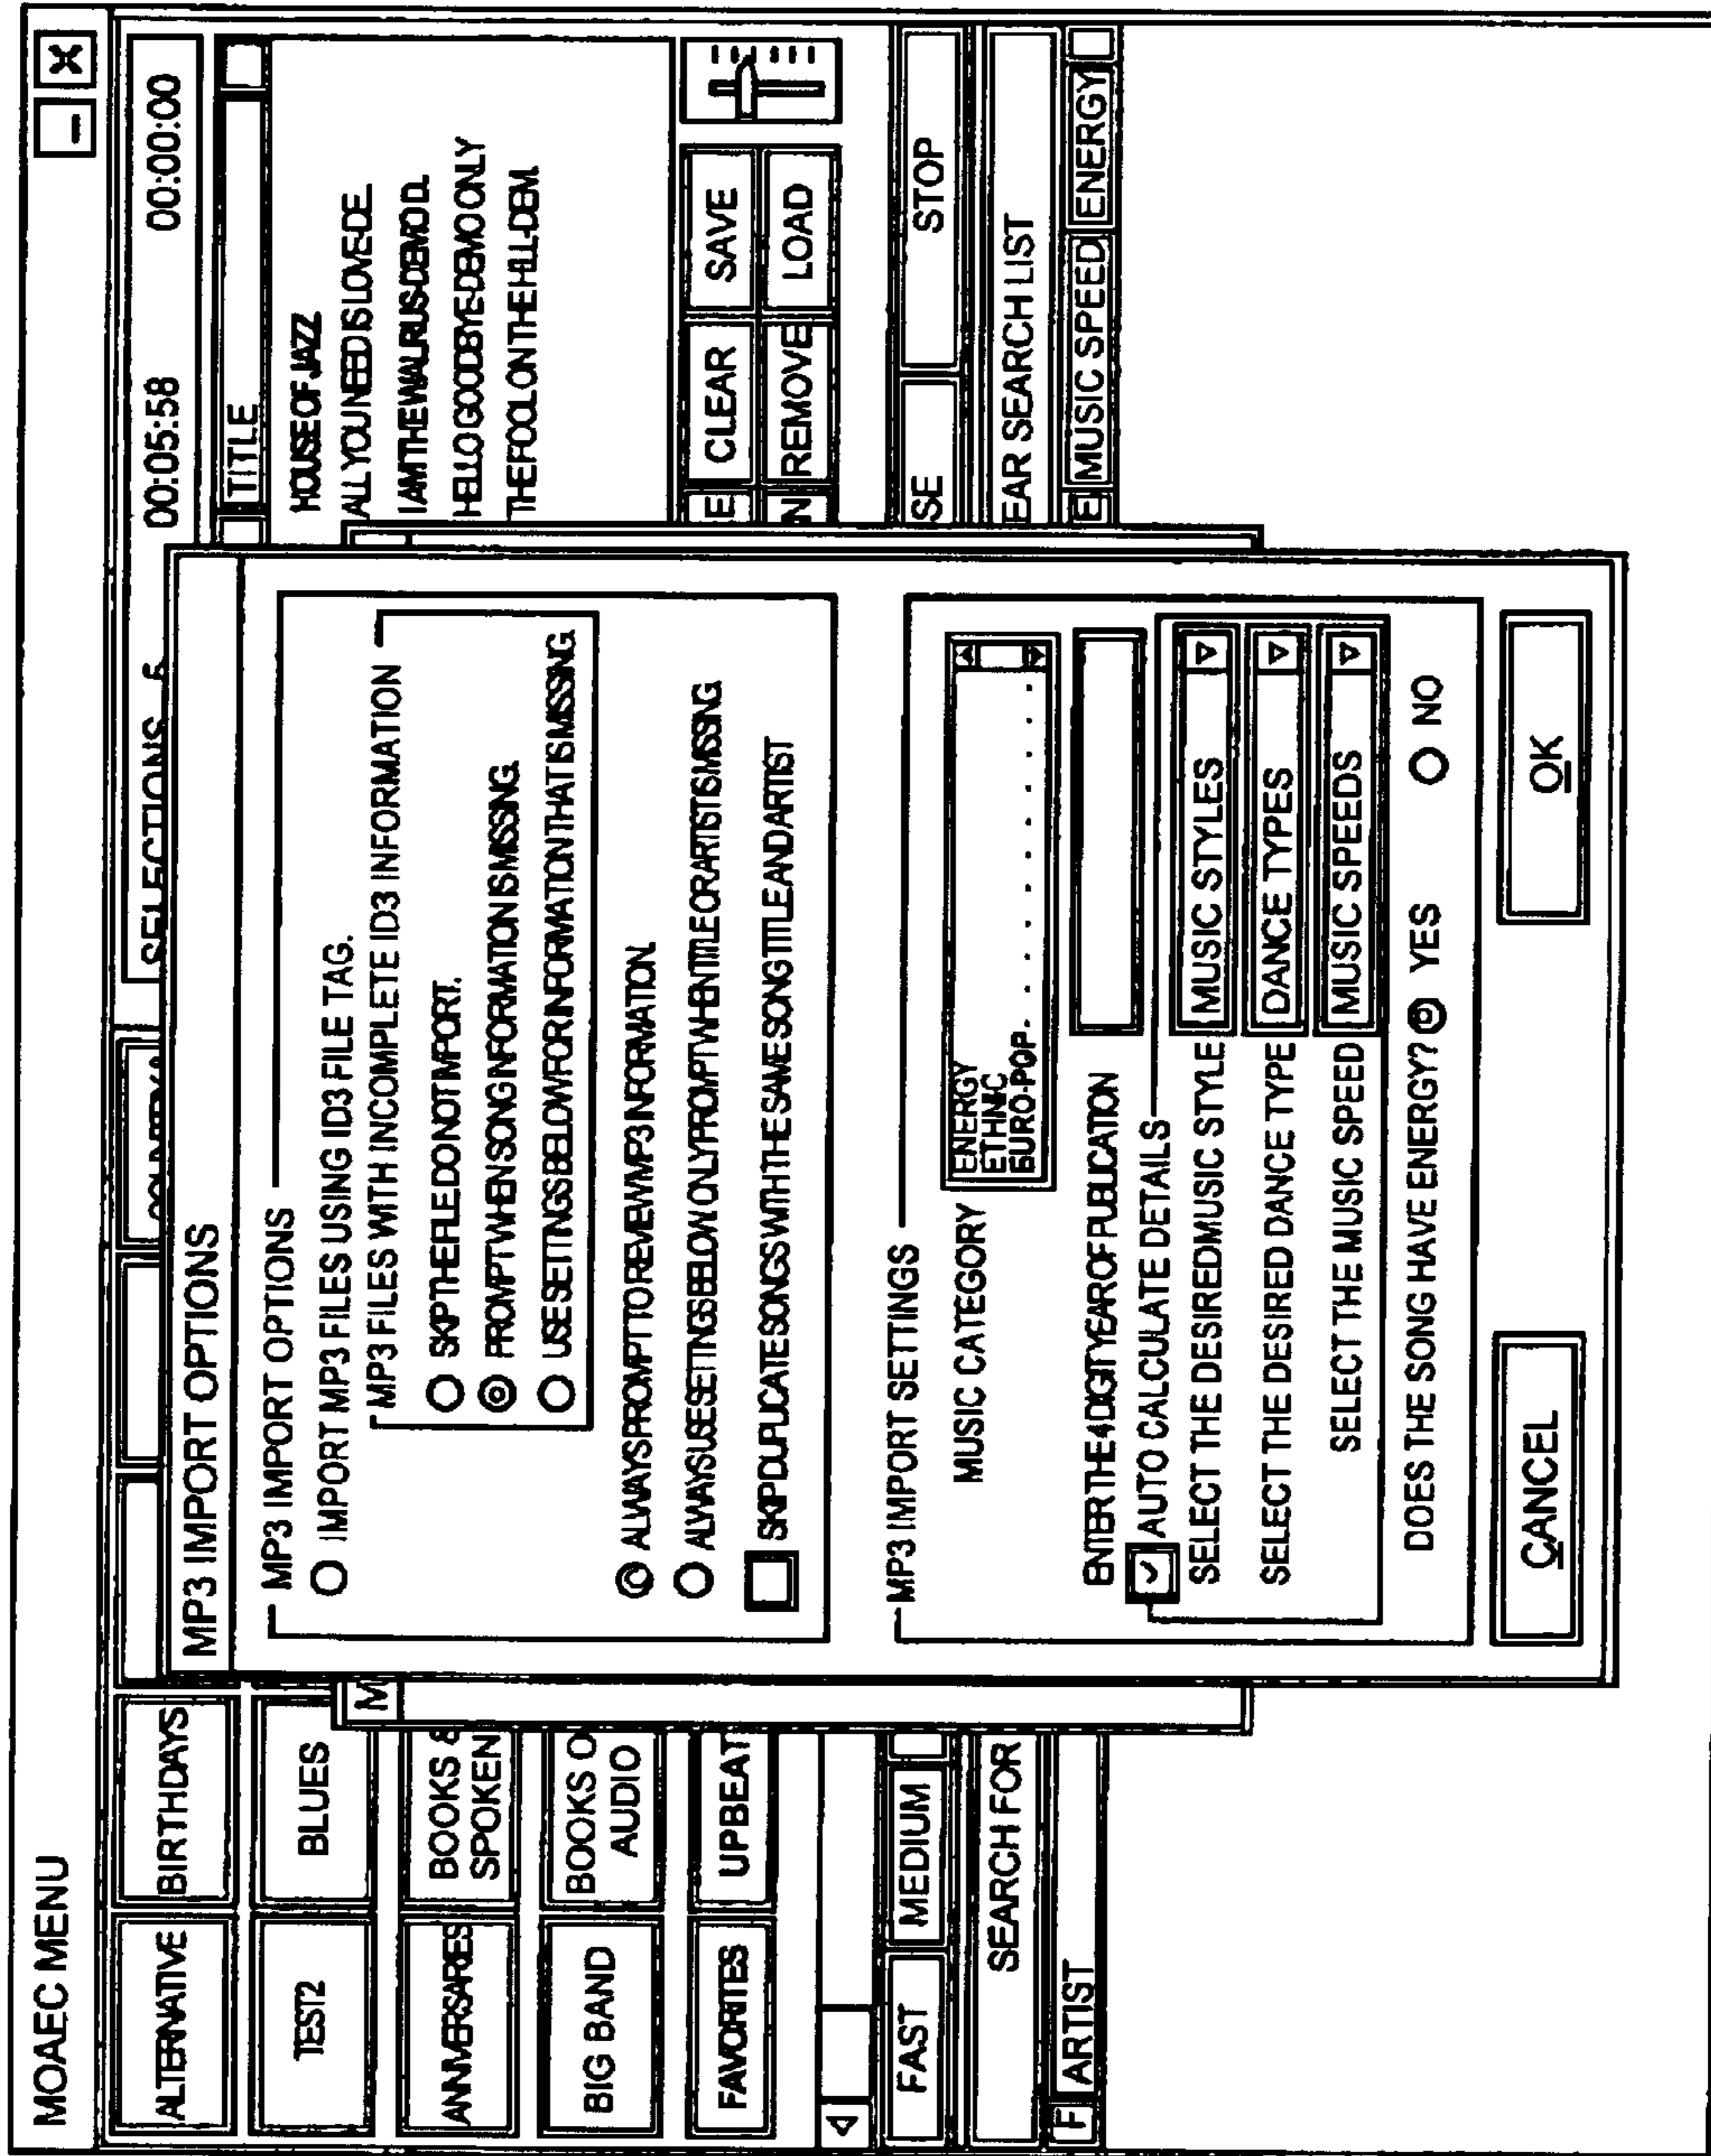 MOAEC MENU
– X
ALTERNATIVE
BIRTHDAYS
TEST2
BLUES
ANNIVERSARIES
BOOKS &
SPOKEN
BIG BAND
BOOKS O
AUDIO
FAVORITES
UPBEAT
FAST
MEDIUM
SEARCH FOR
F
ARTIST
SELECTIONS
00:05:58
00:00:00
TITLE
HOUSE OF JAZZ
ALL YOU NEED IS LOVE-DE
I AM THE WALRUS-DEMO D.
HELLO GOODBYE-DEMO ONLY
THE FOOL ON THE HILL-DEM.
E
CLEAR
SAVE
N
REMOVE
LOAD
SE
STOP
EAR SEARCH LIST
E
MUSIC SPEED
ENERGY
M
MP3 IMPORT OPTIONS
MP3 IMPORT OPTIONS
IMPORT MP3 FILES USING ID3 FILE TAG.
MP3 FILES WITH INCOMPLETE ID3 INFORMATION
SKIP THE FILE DO NOT IMPORT.
PROMPT WHEN SONG INFORMATION IS MISSING.
USE SETTINGS BELOW FOR INFORMATION THAT IS MISSING.
ALWAYS PROMPT TO REVIEW MP3 INFORMATION.
ALWAYS USE SETTINGS BELOW ONLY PROMPT WHEN TITLE OR ARTIST IS MISSING.
SKIP DUPLICATE SONGS WITH THE SAME SONG TITLE AND ARTIST
MP3 IMPORT SETTINGS
MUSIC CATEGORY
ENERGY
ETHNIC
EURO-POP. . . . . . . . . . .
ENTER THE 4 DIGIT YEAR OF PUBLICATION
AUTO CALCULATE DETAILS
SELECT THE DESIRED MUSIC STYLE
MUSIC STYLES
SELECT THE DESIRED DANCE TYPE
DANCE TYPES
SELECT THE MUSIC SPEED
MUSIC SPEEDS
DOES THE SONG HAVE ENERGY?
YES
NO
CANCEL
OK